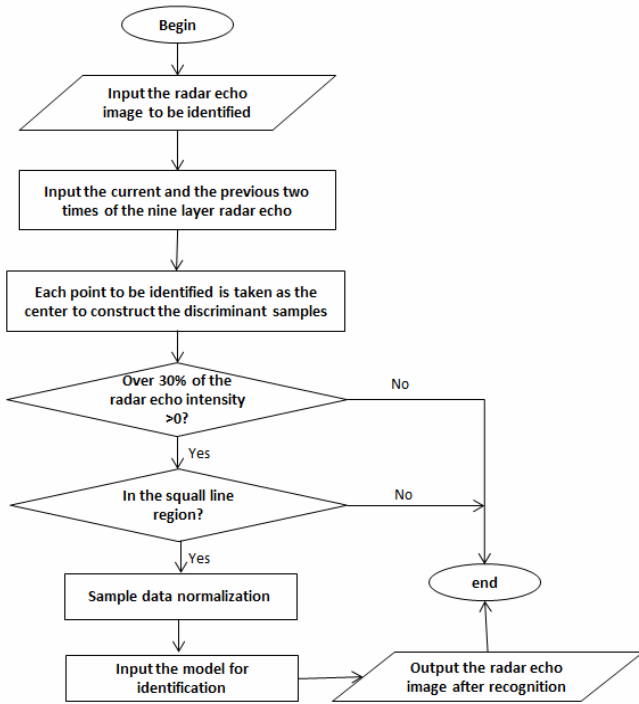 Begin
Input the radar echo
image to be identified
Input the current and the previous two
times of the nine layer radar echo
Each point to be identified is taken as the
center to construct the discriminant samples
Over 30% of the
radar echo intensity
>0?
No
Yes
In the squall line
region?
No
Yes
Sample data normalization
end
Input the model for
identification
Output the radar echo
image after recognition